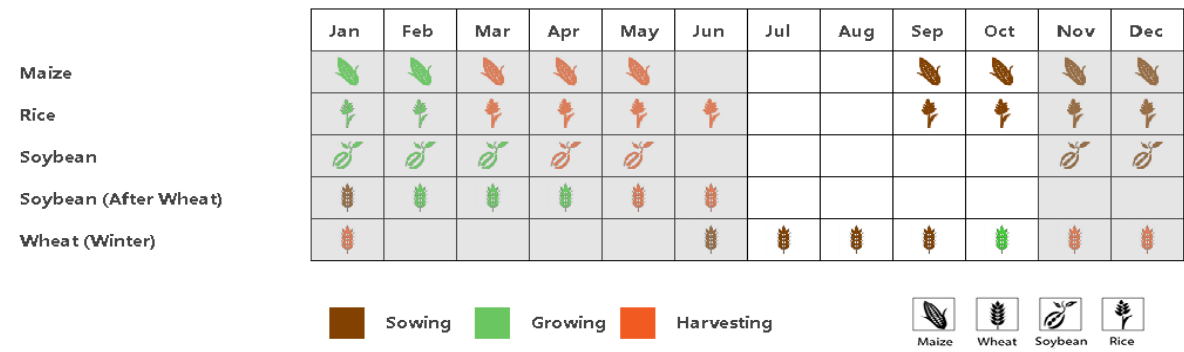 Jan Feb Mar Apr May Jun Jul Aug Sep Oct Nov Dec
Maize
Rice
Soybean
Soybean (After Wheat)
Wheat (Winter)
Sowing Growing Harvesting
Maize Wheat Soybean Rice